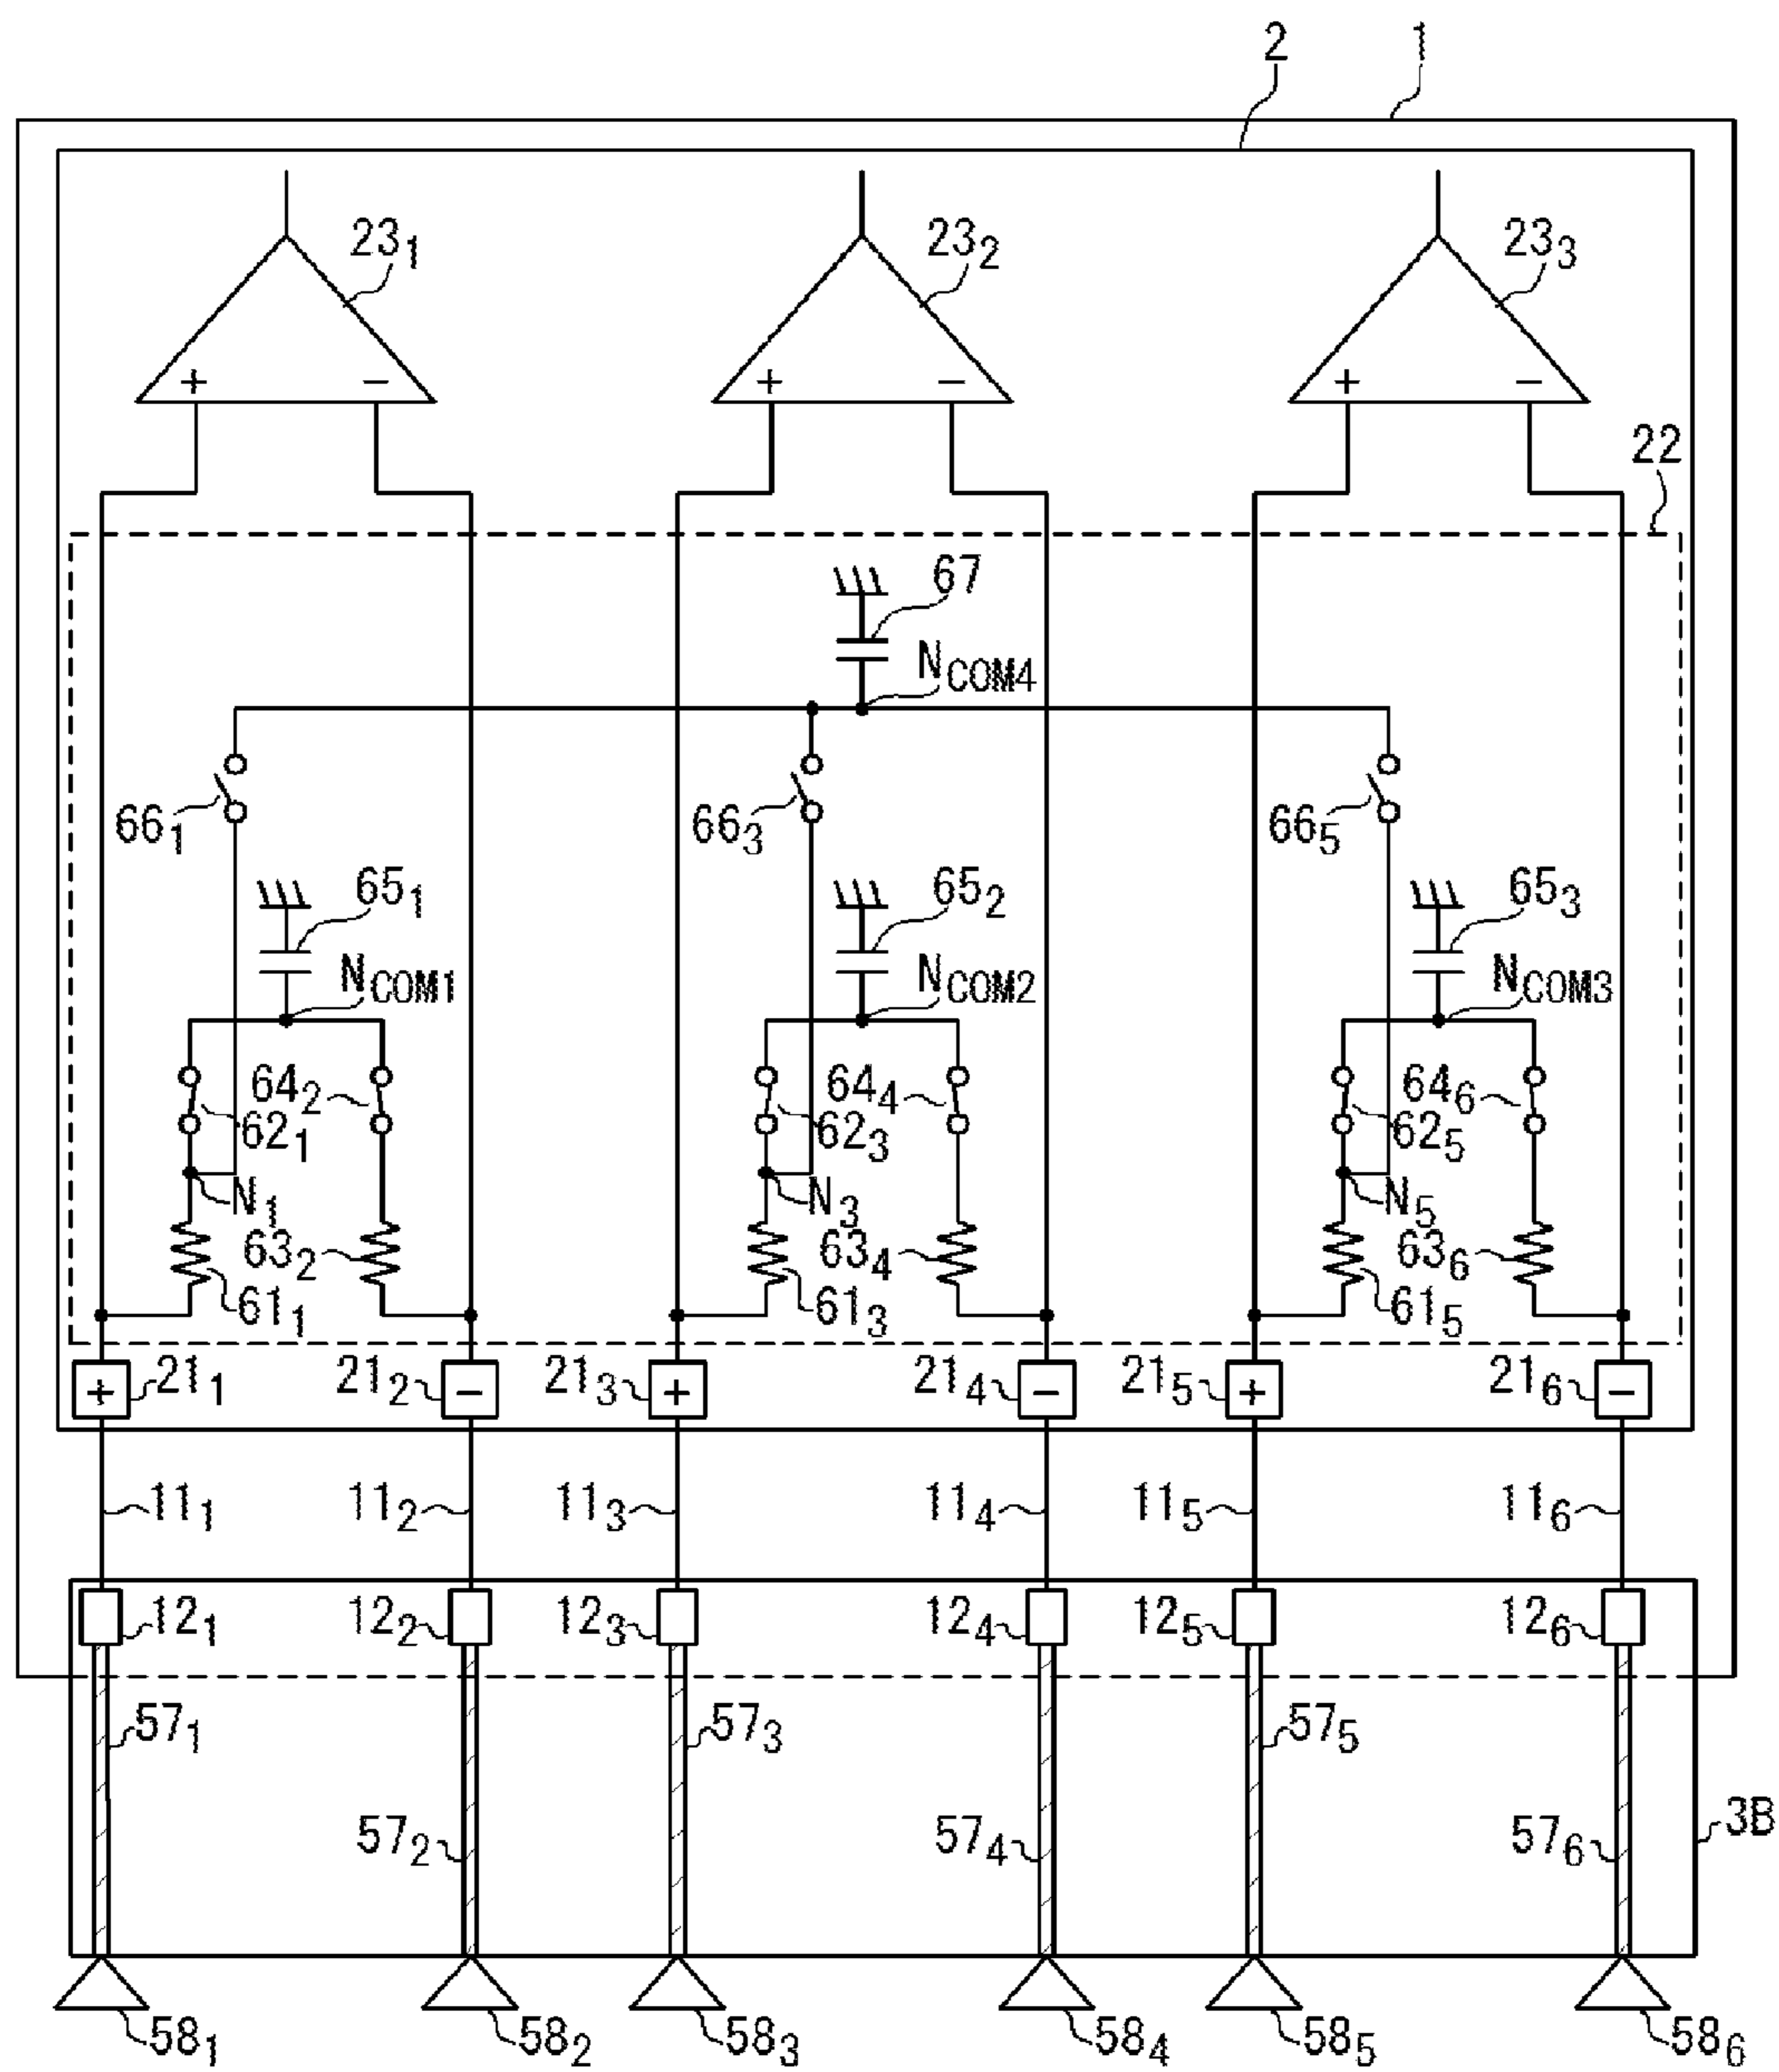 2 1
23₁ 23₂ 23₃
+ − + − + −
22
67
N_COM4
66₁ 66₃ 66₅
65₁ 65₂ 65₃
N_COM1 N_COM2 N_COM3
64₂ 64₄ 64₆
62₁ 62₃ 62₅
N₁ N₃ N₅
63₂ 63₄ 63₆
61₁ 61₃ 61₅
+ 21₁ 21₂ − 21₃ + 21₄ − 21₅ + 21₆ −
11₁ 11₂ 11₃ 11₄ 11₅ 11₆
12₁ 12₂ 12₃ 12₄ 12₅ 12₆
57₁ 57₃ 57₅
3B
57₂ 57₄ 57₆
58₁ 58₂ 58₃ 58₄ 58₅ 58₆